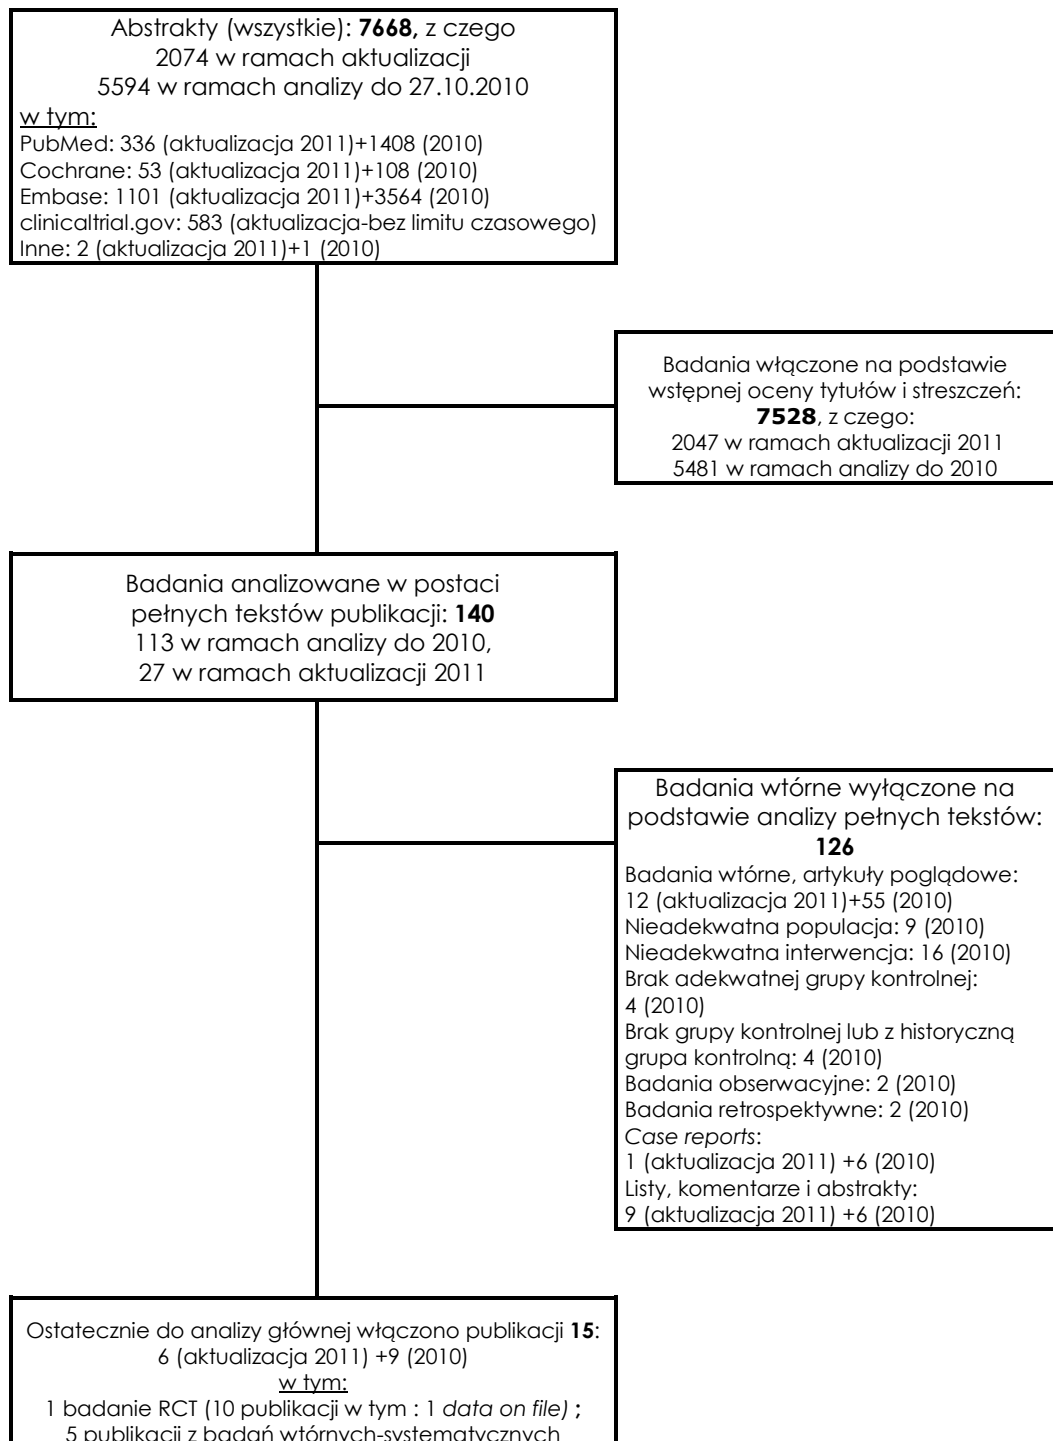 Abstrakty (wszystkie): 7668, z czego
2074 w ramach aktualizacji
5594 w ramach analizy do 27.10.2010
w tym:
PubMed: 336 (aktualizacja 2011)+1408 (2010)
Cochrane: 53 (aktualizacja 2011)+108 (2010)
Embase: 1101 (aktualizacja 2011)+3564 (2010)
clinicaltrial.gov: 583 (aktualizacja-bez limitu czasowego)
Inne: 2 (aktualizacja 2011)+1 (2010)
Badania włączone na podstawie
wstępnej oceny tytułów i streszczeń:
7528, z czego:
2047 w ramach aktualizacji 2011
5481 w ramach analizy do 2010
Badania analizowane w postaci
pełnych tekstów publikacji: 140
113 w ramach analizy do 2010,
27 w ramach aktualizacji 2011
Badania wtórne wyłączone na
podstawie analizy pełnych tekstów:
126
Badania wtórne, artykuły poglądowe:
12 (aktualizacja 2011)+55 (2010)
Nieadekwatna populacja: 9 (2010)
Nieadekwatna interwencja: 16 (2010)
Brak adekwatnej grupy kontrolnej:
4 (2010)
Brak grupy kontrolnej lub z historyczną
grupa kontrolną: 4 (2010)
Badania obserwacyjne: 2 (2010)
Badania retrospektywne: 2 (2010)
Case reports:
1 (aktualizacja 2011) +6 (2010)
Listy, komentarze i abstrakty:
9 (aktualizacja 2011) +6 (2010)
Ostatecznie do analizy głównej włączono publikacji 15:
6 (aktualizacja 2011) +9 (2010)
w tym:
1 badanie RCT (10 publikacji w tym : 1 data on file) ;
5 publikacji z badań wtórnych-systematycznych